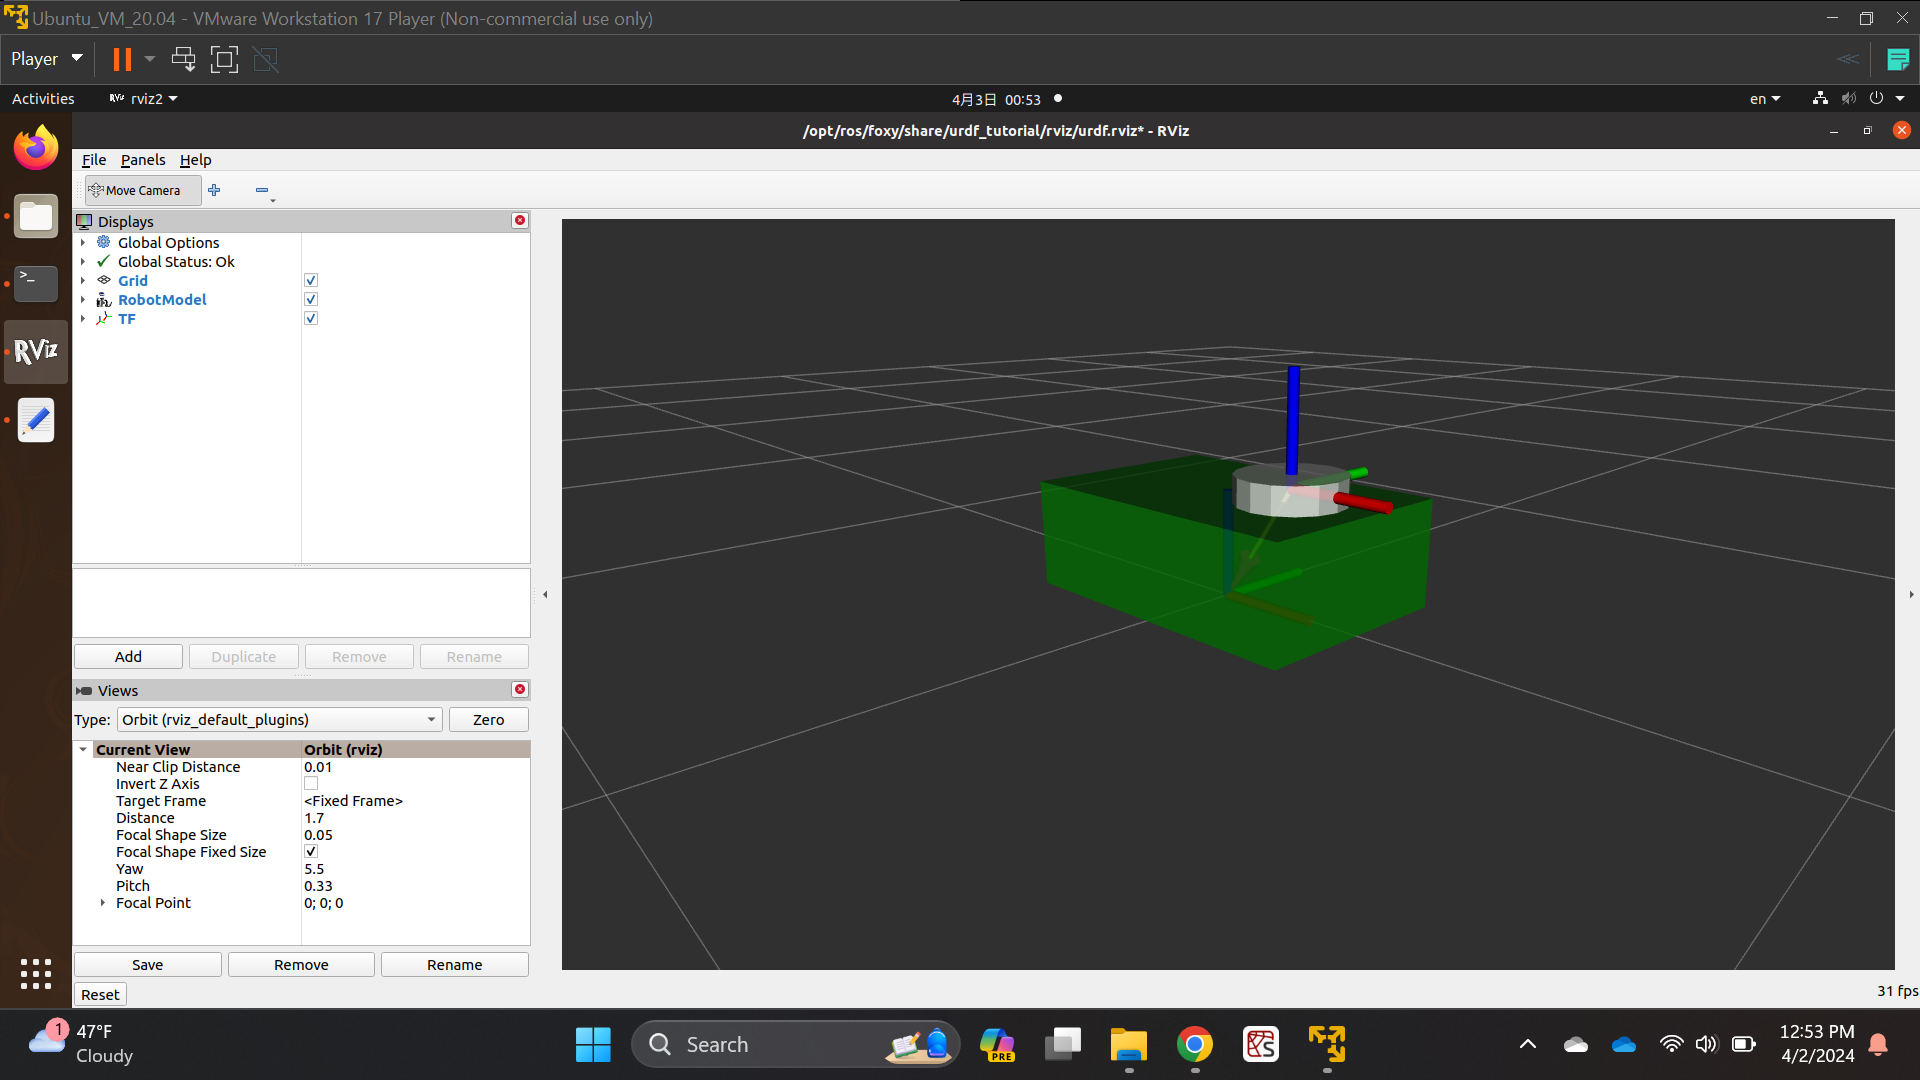 Ubuntu_VM_20.04 - VMware Workstation 17 Player (Non-commercial use only)
Player
Activities
RViz rviz2
4月3日 00:53
en
/opt/ros/foxy/share/urdf_tutorial/rviz/urdf.rviz* - RViz
File Panels Help
Move Camera
Displays
Global Options
Global Status: Ok
Grid
RobotModel
TF
RViz
Add Duplicate Remove Rename
Views
Type: Orbit (rviz_default_plugins) Zero
Current View Orbit (rviz)
Near Clip Distance 0.01
Invert Z Axis
Target Frame <Fixed Frame>
Distance 1.7
Focal Shape Size 0.05
Focal Shape Fixed Size
Yaw 5.5
Pitch 0.33
Focal Point 0; 0; 0
Save Remove Rename
Reset
31 fps
1
47°F
Cloudy
Search
PRE
S
12:53 PM
4/2/2024